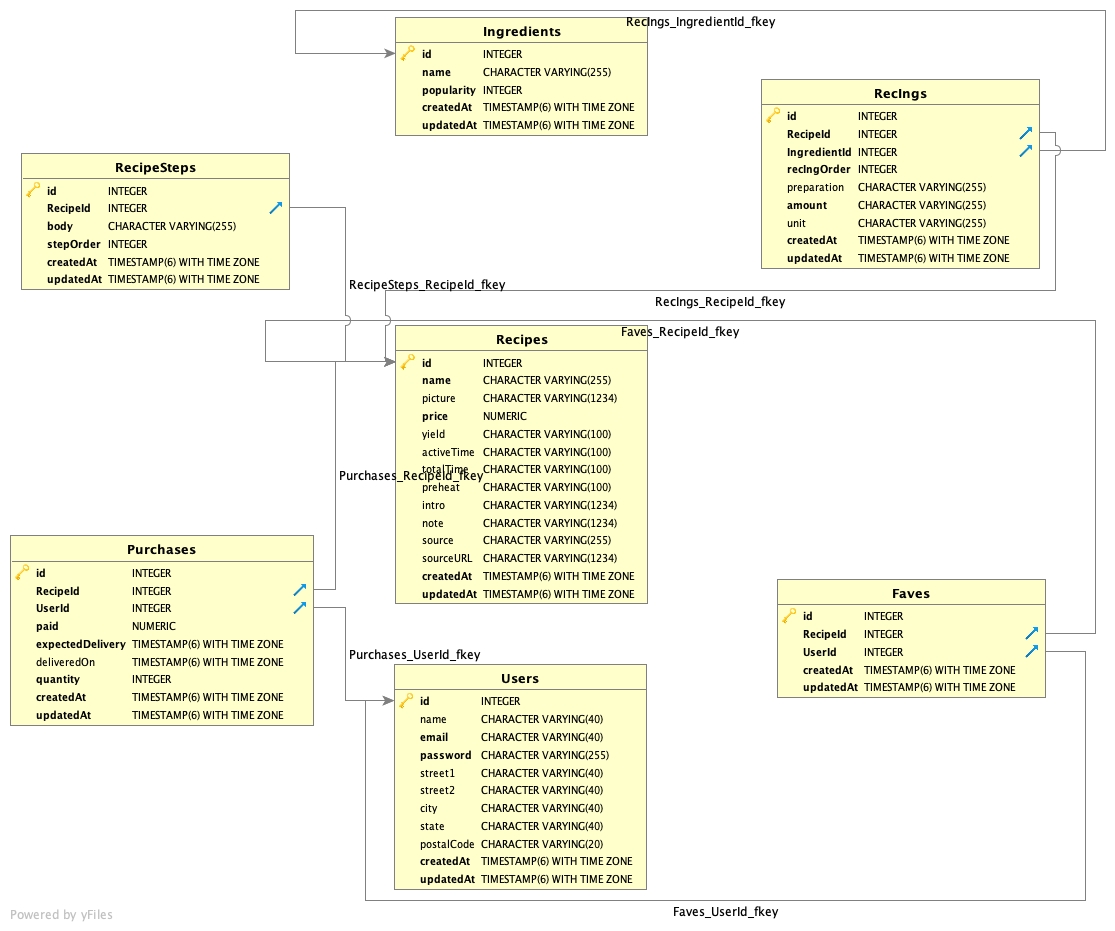 RecIngs_IngredientId_fkey
Ingredients
id INTEGER
name CHARACTER VARYING(255)
popularity INTEGER
createdAt TIMESTAMP(6) WITH TIME ZONE
updatedAt TIMESTAMP(6) WITH TIME ZONE
RecIngs
id INTEGER
RecipeId INTEGER
IngredientId INTEGER
recIngOrder INTEGER
preparation CHARACTER VARYING(255)
amount CHARACTER VARYING(255)
unit CHARACTER VARYING(255)
createdAt TIMESTAMP(6) WITH TIME ZONE
updatedAt TIMESTAMP(6) WITH TIME ZONE
RecipeSteps
id INTEGER
RecipeId INTEGER
body CHARACTER VARYING(255)
stepOrder INTEGER
createdAt TIMESTAMP(6) WITH TIME ZONE
updatedAt TIMESTAMP(6) WITH TIME ZONE
RecipeSteps_RecipeId_fkey
RecIngs_RecipeId_fkey
Faves_RecipeId_fkey
Recipes
id INTEGER
name CHARACTER VARYING(255)
picture CHARACTER VARYING(1234)
price NUMERIC
yield CHARACTER VARYING(100)
activeTime CHARACTER VARYING(100)
totalTime CHARACTER VARYING(100)
preheat CHARACTER VARYING(100)
intro CHARACTER VARYING(1234)
note CHARACTER VARYING(1234)
source CHARACTER VARYING(255)
sourceURL CHARACTER VARYING(1234)
createdAt TIMESTAMP(6) WITH TIME ZONE
updatedAt TIMESTAMP(6) WITH TIME ZONE
Purchases_RecipeId_fkey
Purchases
id INTEGER
RecipeId INTEGER
UserId INTEGER
paid NUMERIC
expectedDelivery TIMESTAMP(6) WITH TIME ZONE
deliveredOn TIMESTAMP(6) WITH TIME ZONE
quantity INTEGER
createdAt TIMESTAMP(6) WITH TIME ZONE
updatedAt TIMESTAMP(6) WITH TIME ZONE
Faves
id INTEGER
RecipeId INTEGER
UserId INTEGER
createdAt TIMESTAMP(6) WITH TIME ZONE
updatedAt TIMESTAMP(6) WITH TIME ZONE
Purchases_UserId_fkey
Users
id INTEGER
name CHARACTER VARYING(40)
email CHARACTER VARYING(40)
password CHARACTER VARYING(255)
street1 CHARACTER VARYING(40)
street2 CHARACTER VARYING(40)
city CHARACTER VARYING(40)
state CHARACTER VARYING(40)
postalCode CHARACTER VARYING(20)
createdAt TIMESTAMP(6) WITH TIME ZONE
updatedAt TIMESTAMP(6) WITH TIME ZONE
Faves_UserId_fkey
Powered by yFiles